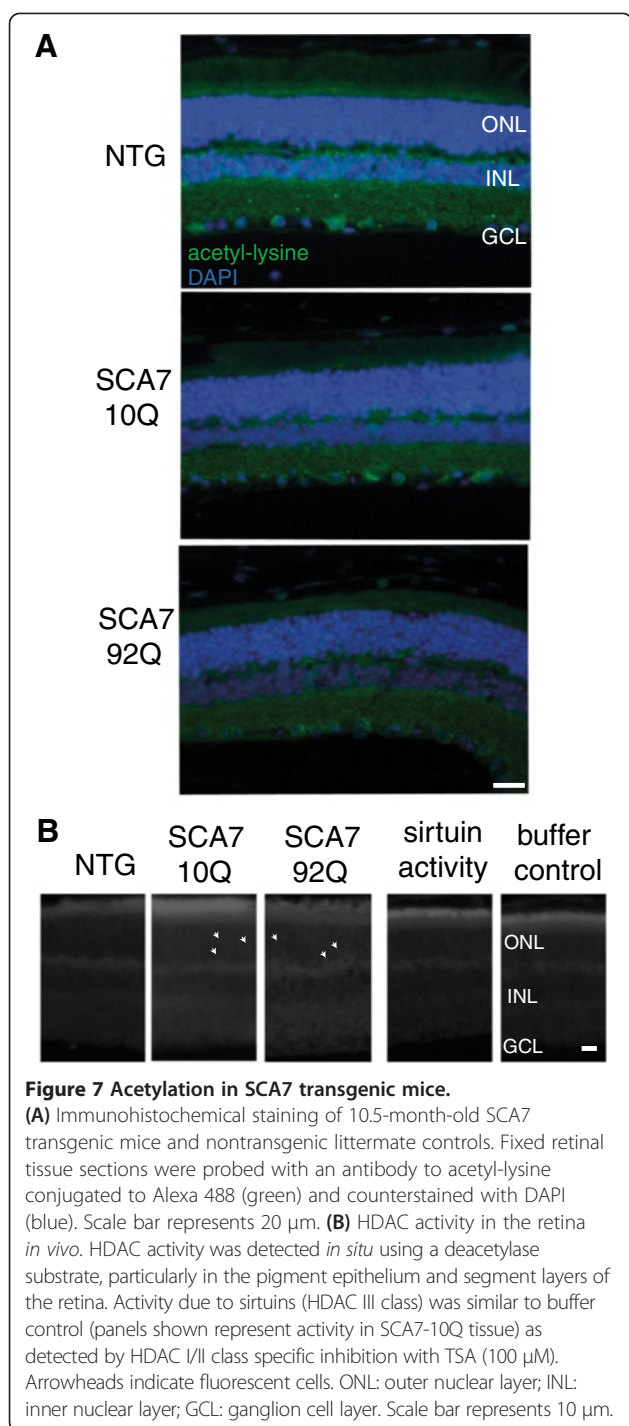 A
NTG
ONL
INL
GCL
acetyl-lysine
DAPI
SCA7
10Q
SCA7
92Q
B
NTG
SCA7
10Q
SCA7
92Q
sirtuin
activity
buffer
control
ONL
INL
GCL
Figure 7 Acetylation in SCA7 transgenic mice.
(A) Immunohistochemical staining of 10.5-month-old SCA7
transgenic mice and nontransgenic littermate controls. Fixed retinal
tissue sections were probed with an antibody to acetyl-lysine
conjugated to Alexa 488 (green) and counterstained with DAPI
(blue). Scale bar represents 20 μm. (B) HDAC activity in the retina
in vivo. HDAC activity was detected in situ using a deacetylase
substrate, particularly in the pigment epithelium and segment layers of
the retina. Activity due to sirtuins (HDAC III class) was similar to buffer
control (panels shown represent activity in SCA7-10Q tissue) as
detected by HDAC I/II class specific inhibition with TSA (100 μM).
Arrowheads indicate fluorescent cells. ONL: outer nuclear layer; INL:
inner nuclear layer; GCL: ganglion cell layer. Scale bar represents 10 μm.